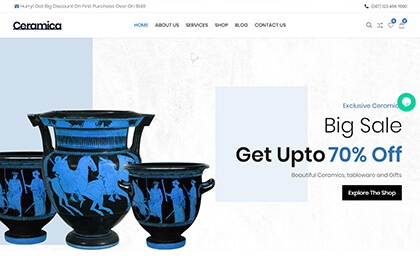 Hurry! Get Big Discount On First Purchase Over On $149
(007) 123 456 7890
Ceramica
HOME ABOUT US SERVICES SHOP BLOG CONTACT US
Exclusive Ceramic
Big Sale
Get Upto 70% Off
Beautiful Ceramics, tableware and Gifts
Explore The Shop